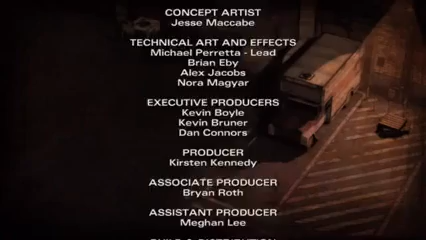 CONCEPT ARTIST
Jesse Maccabe
TECHNICAL ART AND EFFECTS
Michael Perretta - Lead
Brian Eby
Alex Jacobs
Nora Magyar
EXECUTIVE PRODUCERS
Kevin Boyle
Kevin Bruner
Dan Connors
PRODUCER
Kirsten Kennedy
ASSOCIATE PRODUCER
Bryan Roth
ASSISTANT PRODUCER
Meghan Lee